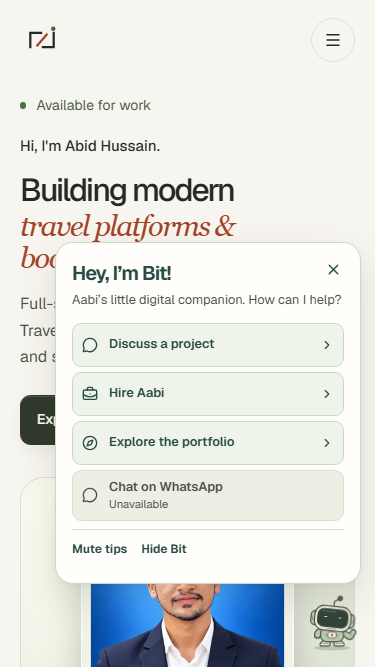 Available for work
Hi, I'm Abid Hussain.
Building modern
travel platforms &
Hey, I'm Bit!
Aabi's little digital companion. How can I help?
Discuss a project
Hire Aabi
Explore the portfolio
Chat on WhatsApp
Unavailable
Mute tips Hide Bit